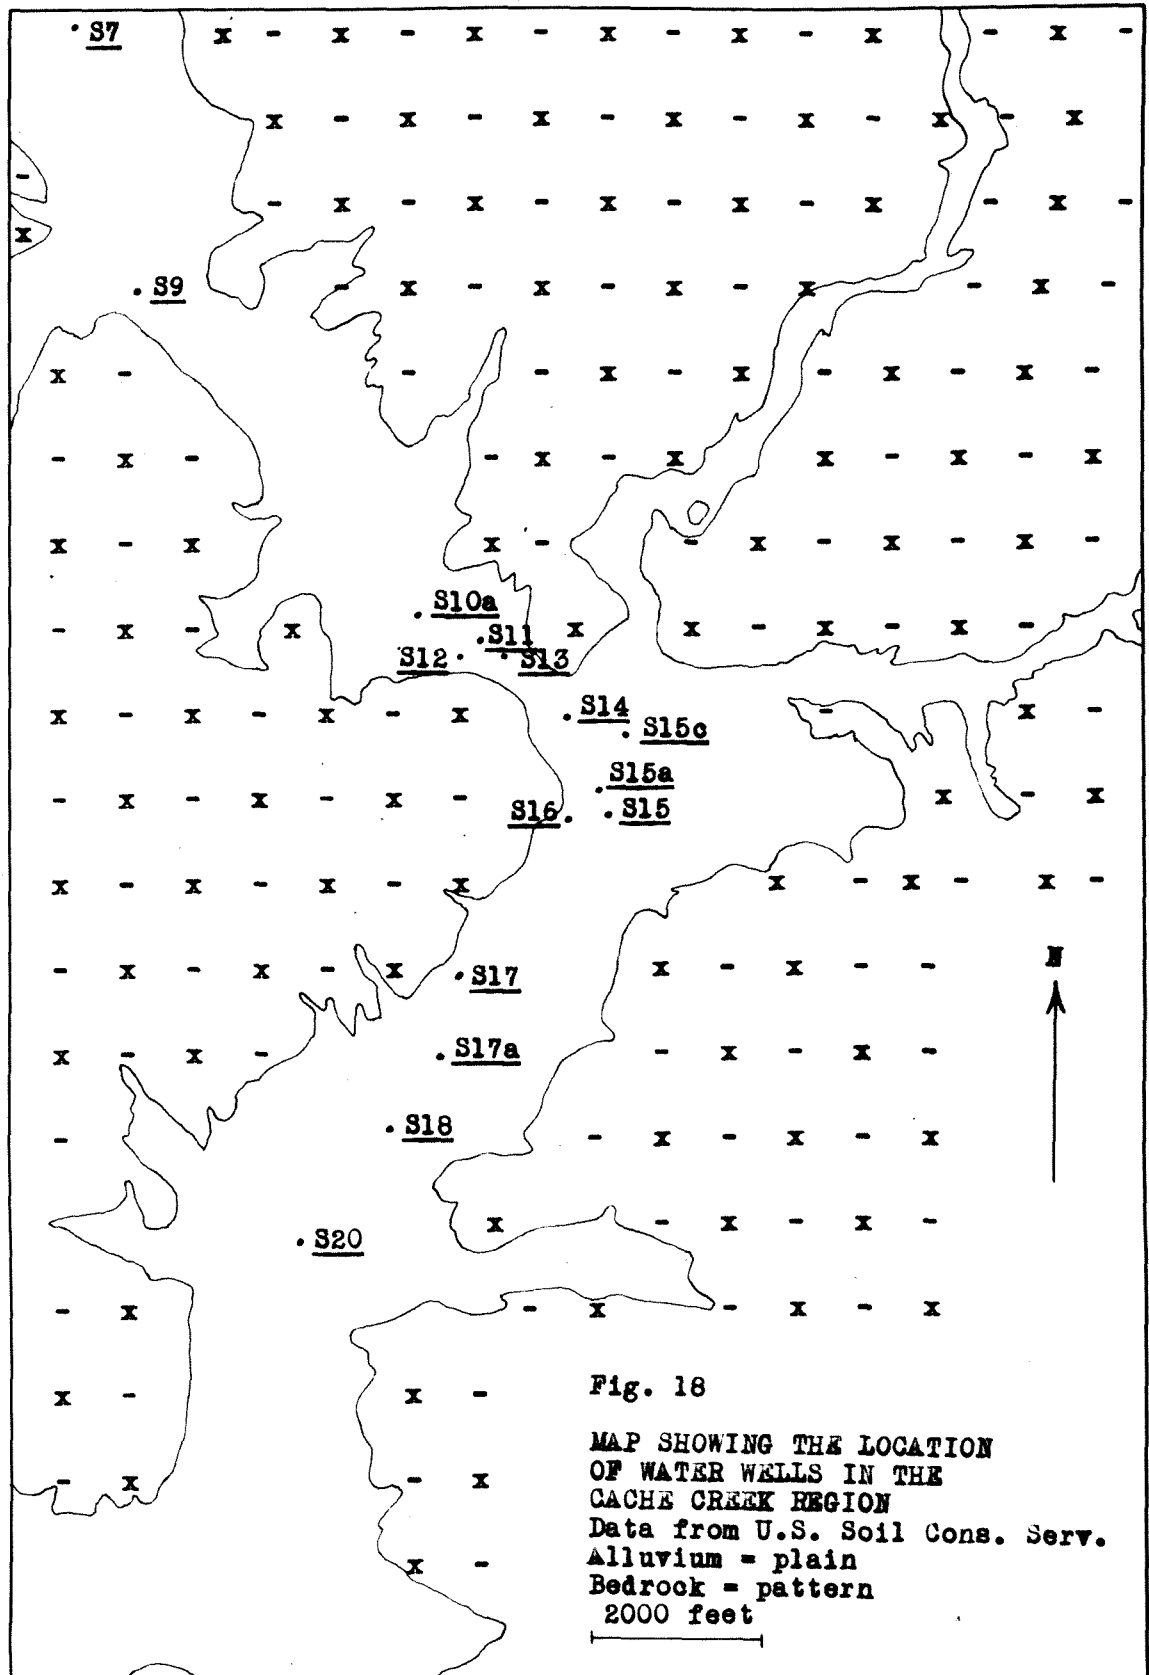 S7
S9
S10a
S11
S12
S13
S14
S15c
S15a
S16
S15
S17
N
S17a
S18
S20
Fig. 18
MAP SHOWING THE LOCATION
OF WATER WELLS IN THE
CACHE CREEK REGION
Data from U.S. Soil Cons. Serv.
Alluvium = plain
Bedrock = pattern
2000 feet